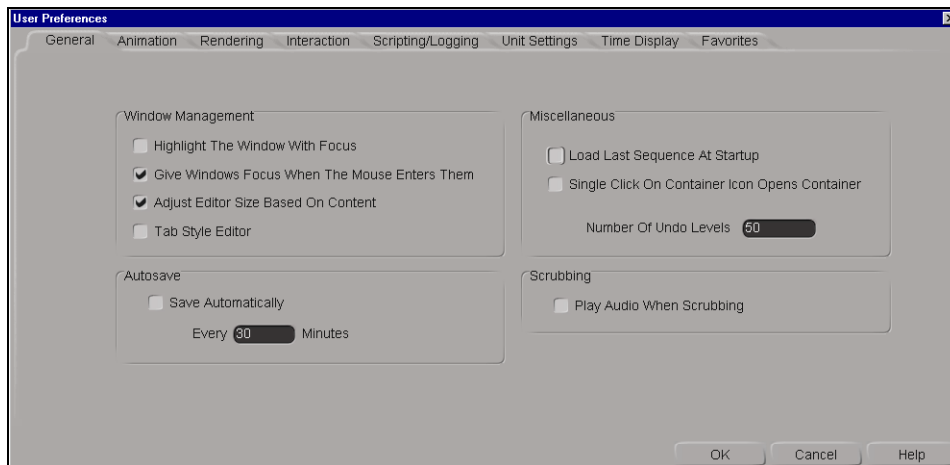 User Preferences
General Animation Rendering Interaction Scripting/Logging Unit Settings Time Display Favorites
Window Management
Highlight The Window With Focus
Give Windows Focus When The Mouse Enters Them
Adjust Editor Size Based On Content
Tab Style Editor
Miscellaneous
Load Last Sequence At Startup
Single Click On Container Icon Opens Container
Number Of Undo Levels 50
Autosave
Save Automatically
Every 30 Minutes
Scrubbing
Play Audio When Scrubbing
OK Cancel Help